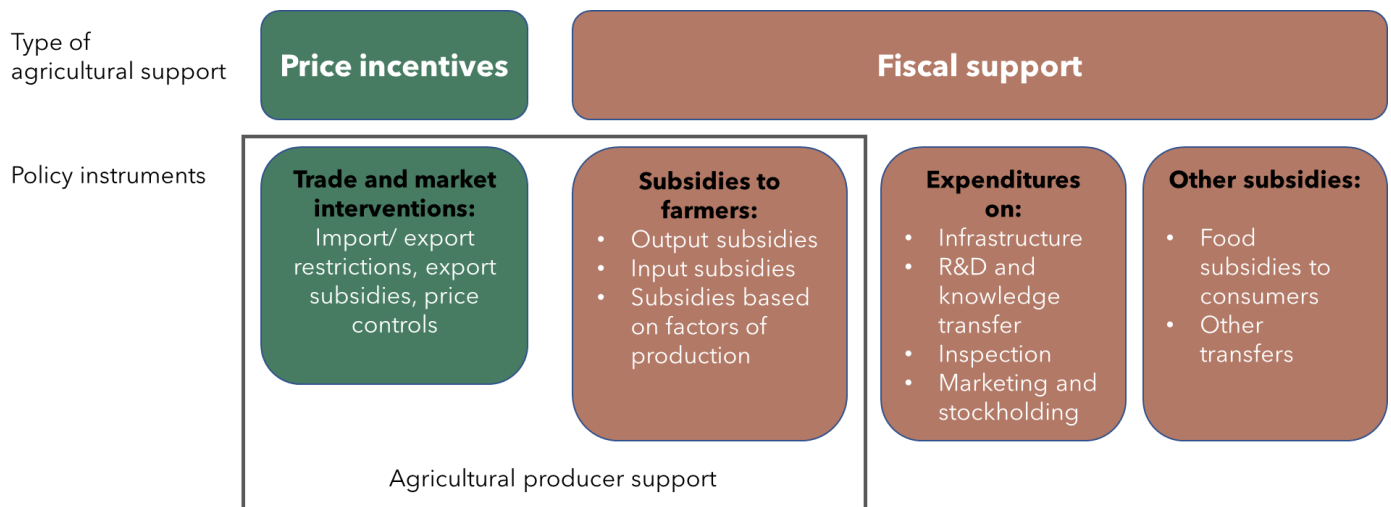 Type of
agricultural support
Price incentives
Fiscal support
Policy instruments
Trade and market
interventions:
Import/ export
restrictions, export
subsidies, price
controls
Subsidies to
farmers:
• Output subsidies
• Input subsidies
• Subsidies based
on factors of
production
Expenditures
on:
• Infrastructure
• R&D and
knowledge
transfer
• Inspection
• Marketing and
stockholding
Other subsidies:
• Food
subsidies to
consumers
• Other
transfers
Agricultural producer support